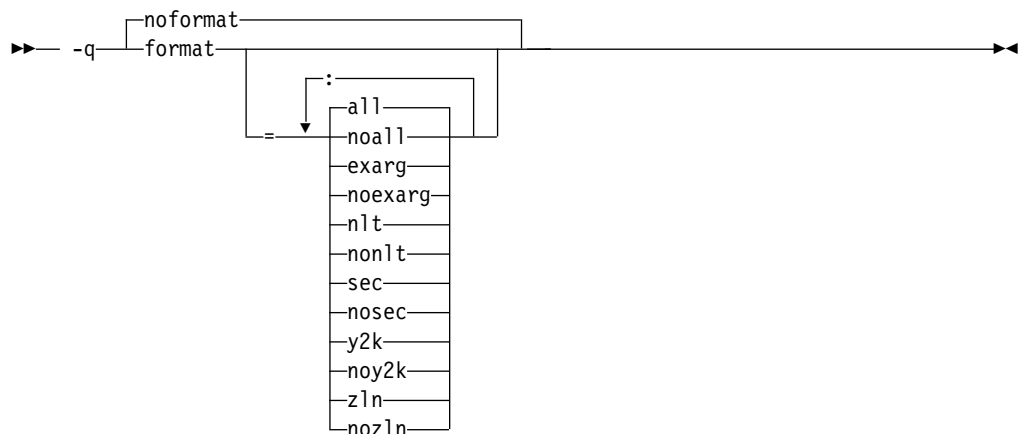 noformat
-q format
:
all
= noall
exarg
noexarg
nlt
nonlt
sec
nosec
y2k
noy2k
zln
nozln